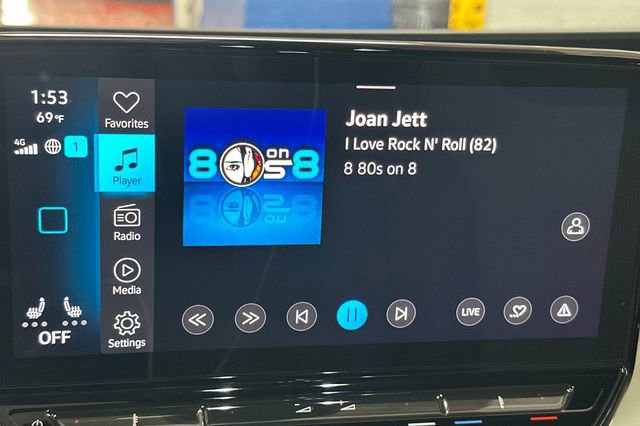 1:53
69°F
4G
1
OFF
Favorites
Player
Radio
Media
Settings
80s on 8
Joan Jett
I Love Rock N' Roll (82)
8 80s on 8
LIVE